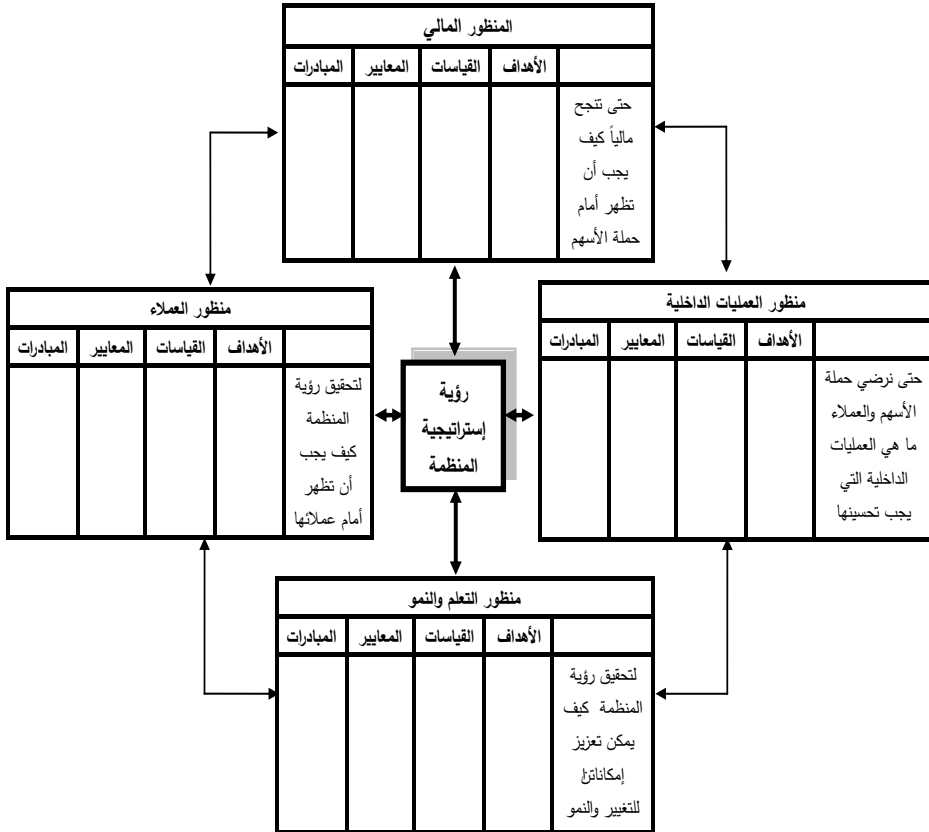 المنظور المالي
الأهداف القياسات المعايير المبادرات
حتى تنجح
مالياً كيف
يجب أن
تظهر أمام
حملة الأسهم
منظور العمليات الداخلية
الأهداف القياسات المعايير المبادرات
حتى نرضي حملة
الأسهم والعملاء
ما هي العمليات
الداخلية التي
يجب تحسينها
رؤية
إستراتيجية
المنظمة
منظور العملاء
الأهداف القياسات المعايير المبادرات
لتحقيق رؤية
المنظمة
كيف يجب
أن تظهر
أمام عملائها
منظور التعلم والنمو
الأهداف القياسات المعايير المبادرات
لتحقيق رؤية
المنظمة كيف
يمكن تعزيز
إمكاناتنا
للتغيير والنمو